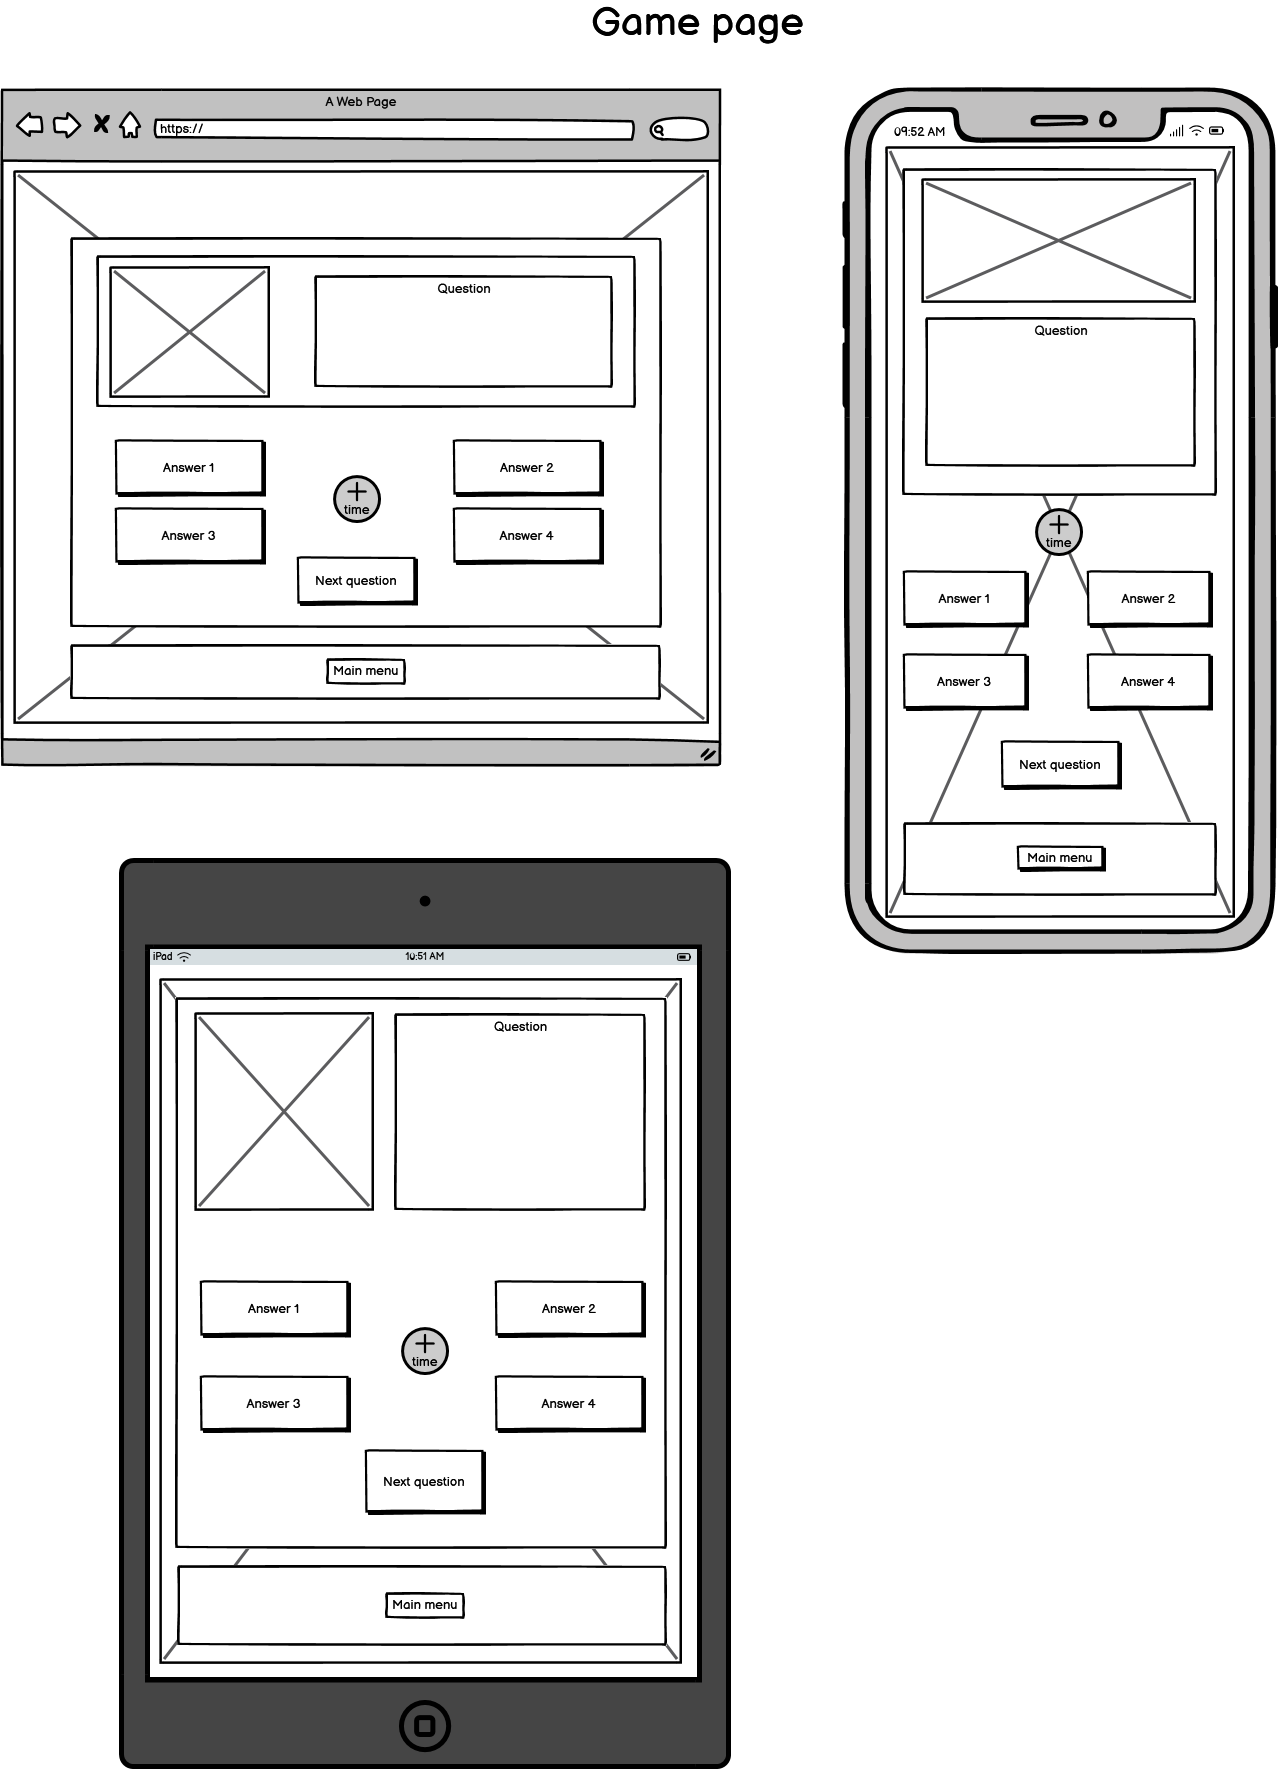 Game page
A Web Page
https://
Question
Answer 1
Answer 2
time
Answer 3
Answer 4
Next question
Main menu
09:52 AM
Question
time
Answer 1
Answer 2
Answer 3
Answer 4
Next question
Main menu
iPad
10:51 AM
Question
Answer 1
Answer 2
time
Answer 3
Answer 4
Next question
Main menu